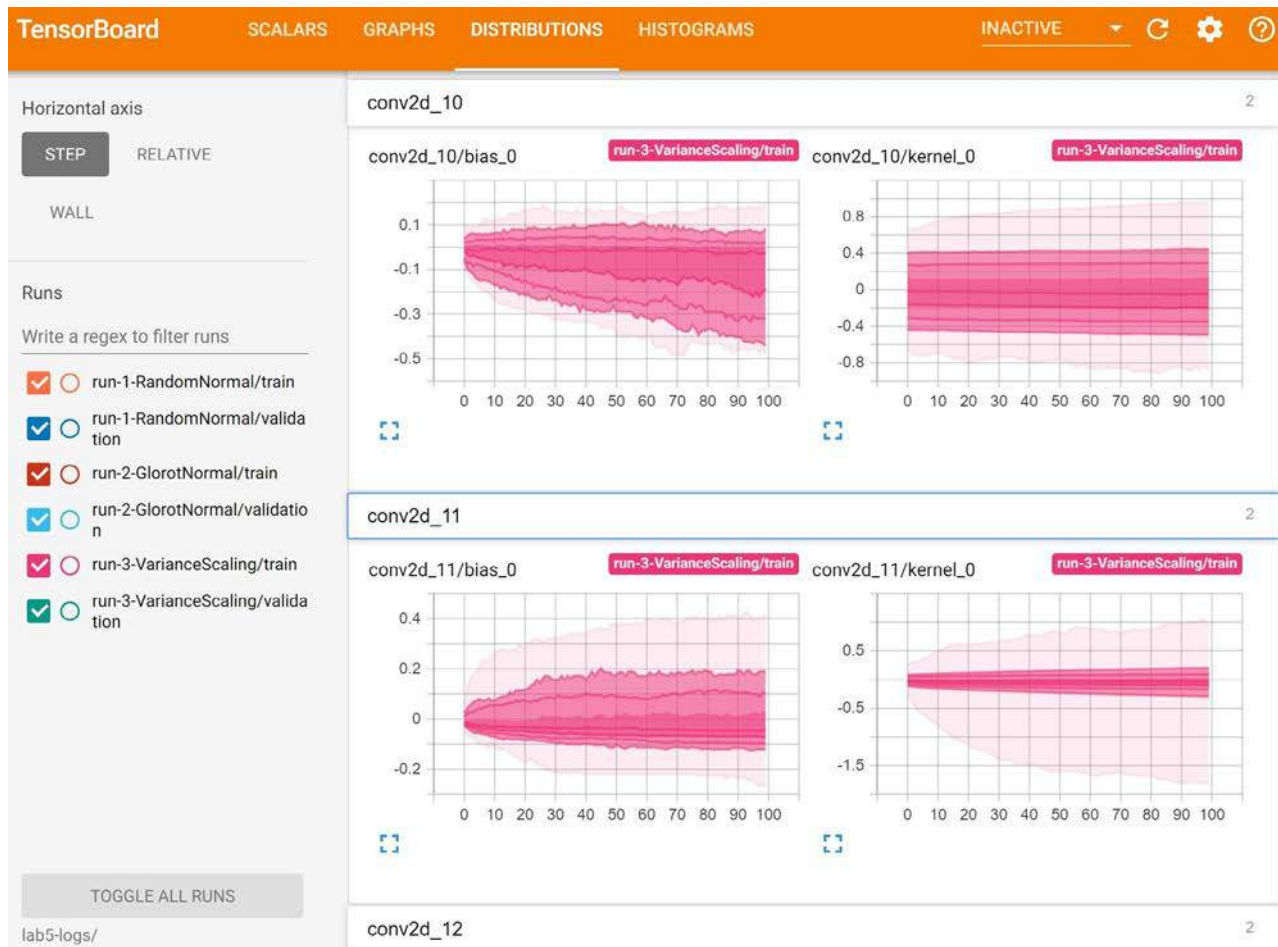 TensorBoard SCALARS GRAPHS DISTRIBUTIONS HISTOGRAMS INACTIVE
Horizontal axis
STEP RELATIVE
WALL
Runs
Write a regex to filter runs
run-1-RandomNormal/train
run-1-RandomNormal/valida
tion
run-2-GlorotNormal/train
run-2-GlorotNormal/validatio
n
run-3-VarianceScaling/train
run-3-VarianceScaling/valida
tion
TOGGLE ALL RUNS
lab5-logs/
conv2d_10 2
conv2d_10/bias_0 run-3-VarianceScaling/train
0.1
-0.1
-0.3
-0.5
0 10 20 30 40 50 60 70 80 90 100
conv2d_10/kernel_0 run-3-VarianceScaling/train
0.8
0.4
0
-0.4
-0.8
0 10 20 30 40 50 60 70 80 90 100
conv2d_11 2
conv2d_11/bias_0 run-3-VarianceScaling/train
0.4
0.2
0
-0.2
0 10 20 30 40 50 60 70 80 90 100
conv2d_11/kernel_0 run-3-VarianceScaling/train
0.5
-0.5
-1.5
0 10 20 30 40 50 60 70 80 90 100
conv2d_12 2